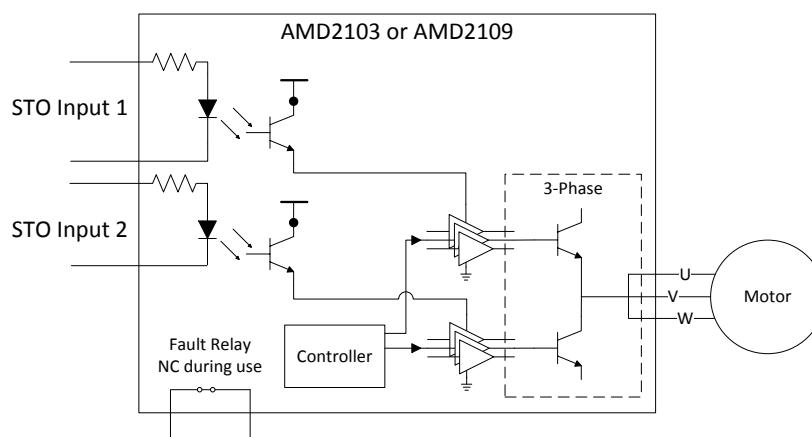 AMD2103 or AMD2109
STO Input 1
STO Input 2
3-Phase
U
V
W
Motor
Controller
Fault Relay
NC during use